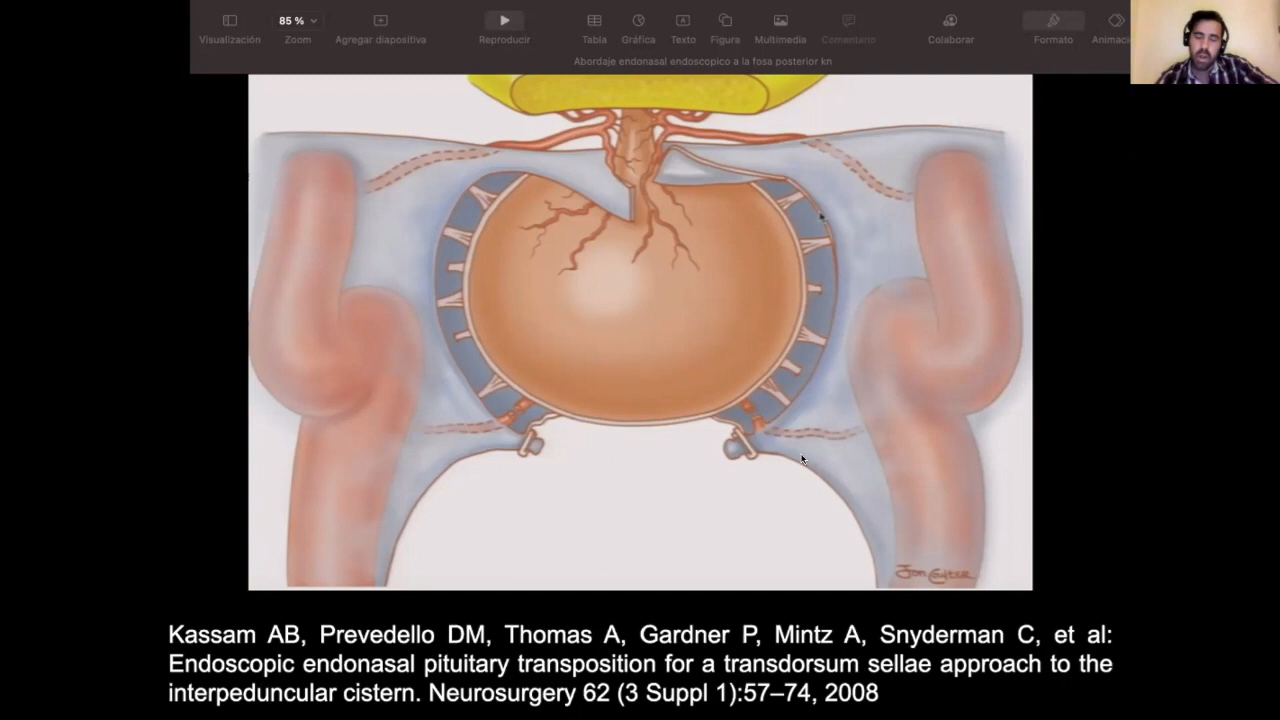 85 %
Visualización Zoom Agregar diapositiva Reproducir Tabla Gráfica Texto Figura Multimedia Comentario Colaborar Formato Animaci
Abordaje endonasal endoscopico a la fosa posterior kn
Kassam AB, Prevedello DM, Thomas A, Gardner P, Mintz A, Snyderman C, et al:
Endoscopic endonasal pituitary transposition for a transdorsum sellae approach to the
interpeduncular cistern. Neurosurgery 62 (3 Suppl 1):57–74, 2008